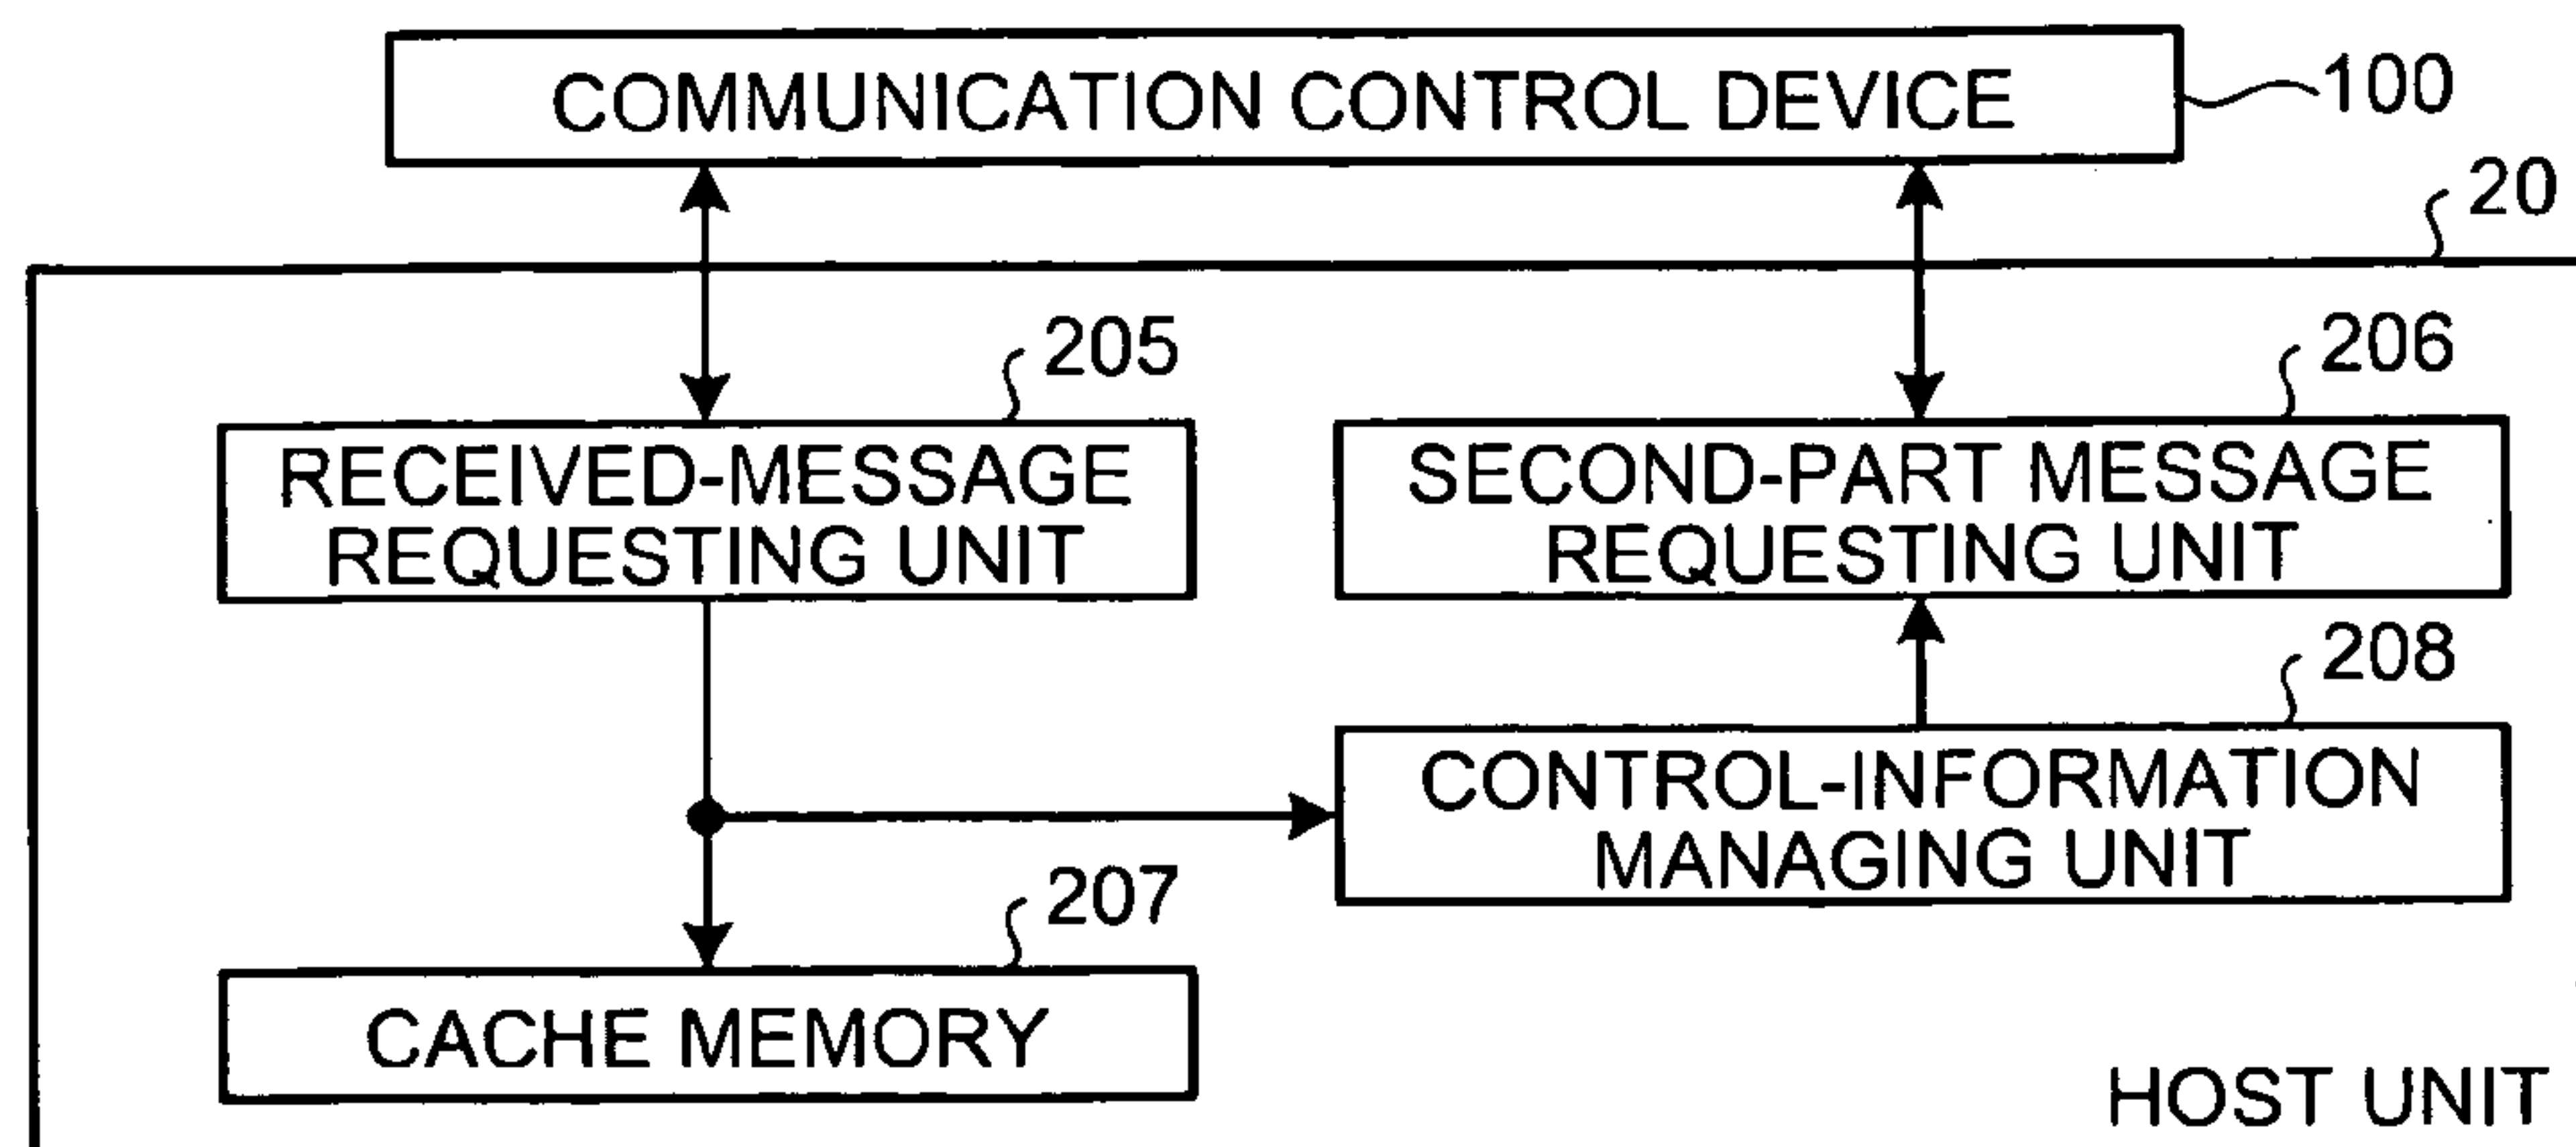 COMMUNICATION CONTROL DEVICE
100
20
205
206
RECEIVED-MESSAGE
REQUESTING UNIT
SECOND-PART MESSAGE
REQUESTING UNIT
208
CONTROL-INFORMATION
MANAGING UNIT
207
CACHE MEMORY
HOST UNIT